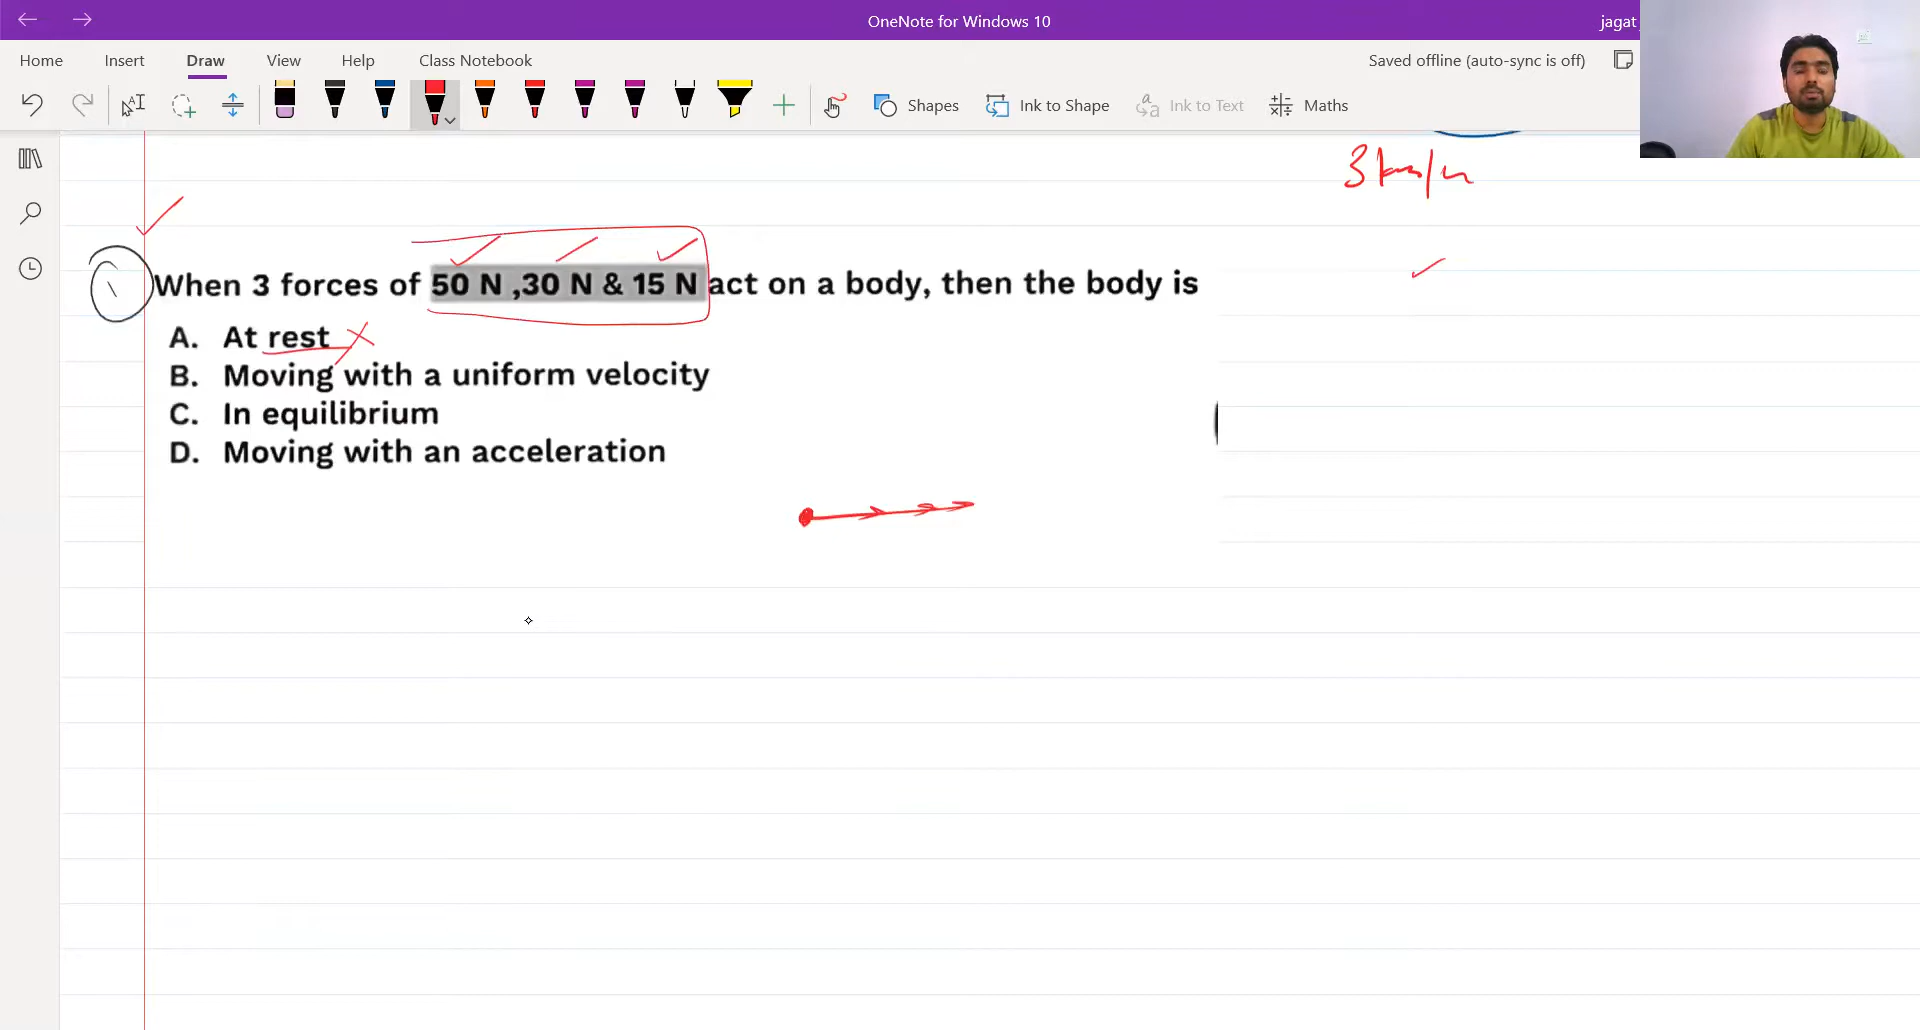 OneNote for Windows 10
jagat
Home Insert Draw View Help Class Notebook
Saved offline (auto-sync is off)
Shapes Ink to Shape Ink to Text Maths
When 3 forces of 50 N ,30 N & 15 N act on a body, then the body is
A. At rest
B. Moving with a uniform velocity
C. In equilibrium
D. Moving with an acceleration